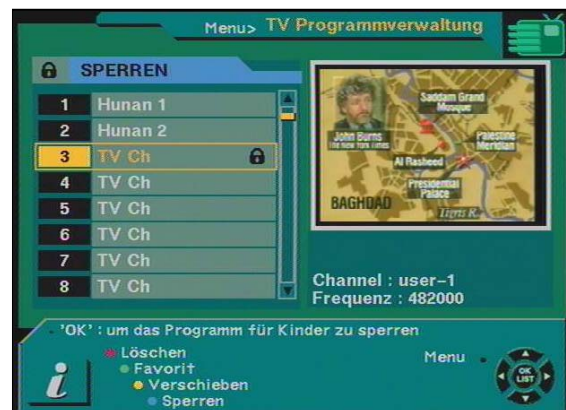 Menu> TV Programmverwaltung
SPERREN
1 Hunan 1
2 Hunan 2
3 TV Ch
4 TV Ch
5 TV Ch
6 TV Ch
7 TV Ch
8 TV Ch
Saddam Grand
Mosque
John Burns
The New York Times
Palestine
Meridian
Al Rasheed
Presidential
Palace
BAGHDAD
Tigris R.
Channel : user-1
Frequenz : 482000
'OK' : um das Programm für Kinder zu sperren
Löschen
Favorit
Verschieben
Sperren
Menu
OK
LIST
i